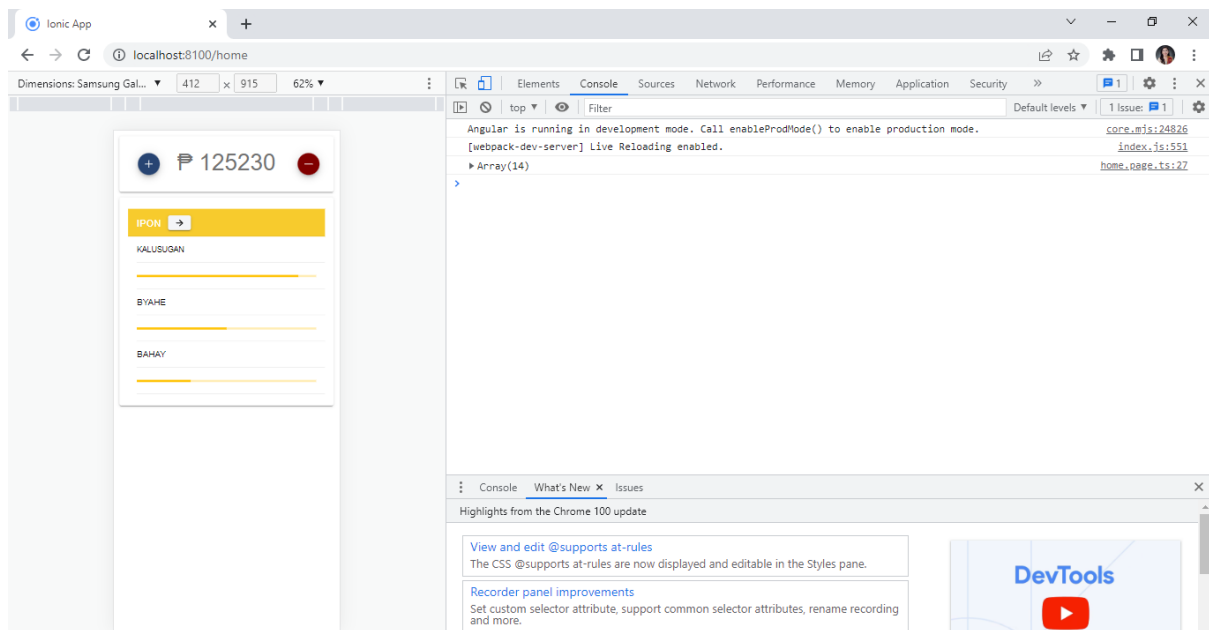 Ionic App
localhost:8100/home
Dimensions: Samsung Gal... ▼ 412 x 915 62% ▼
Elements Console Sources Network Performance Memory Application Security » 1
top ▼ Filter Default levels ▼ 1 Issue: 1
Angular is running in development mode. Call enableProdMode() to enable production mode. core.mjs:24826
[webpack-dev-server] Live Reloading enabled. index.js:551
▶ Array(14) home.page.ts:27
+ ₱ 125230 −
IPON →
KALUSUGAN
BYAHE
BAHAY
Console What's New × Issues
Highlights from the Chrome 100 update
View and edit @supports at-rules
The CSS @supports at-rules are now displayed and editable in the Styles pane.
Recorder panel improvements
Set custom selector attribute, support common selector attributes, rename recording
and more.
DevTools